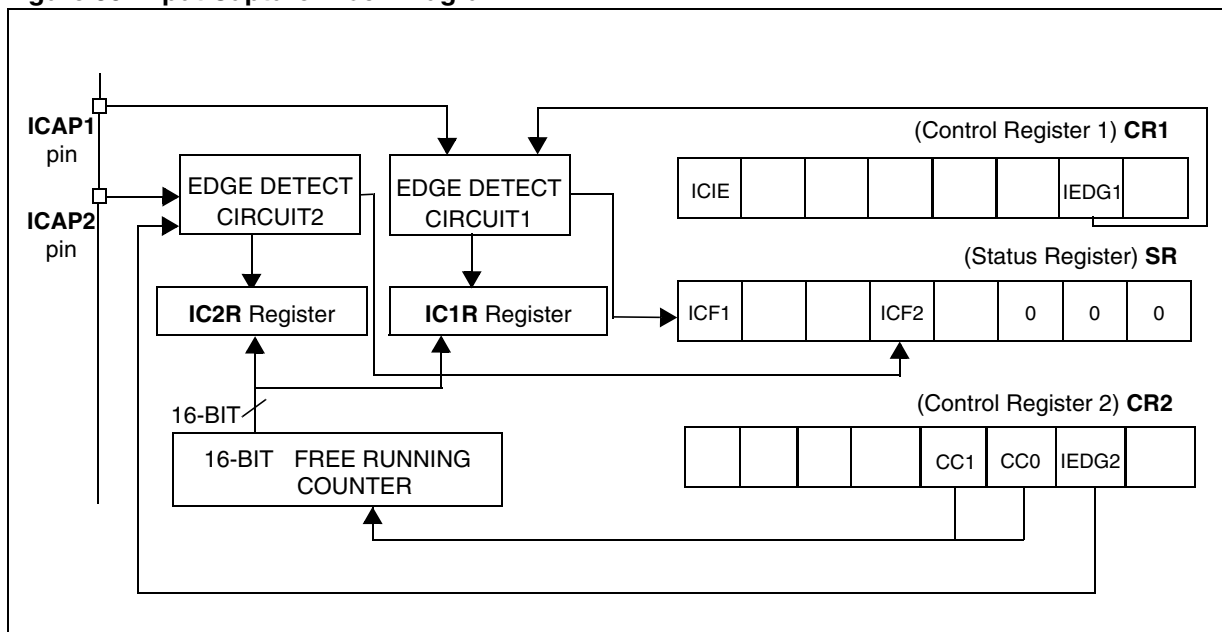 ICAP1
pin
ICAP2
pin
EDGE DETECT
CIRCUIT2
EDGE DETECT
CIRCUIT1
IC2R Register
IC1R Register
16-BIT
16-BIT FREE RUNNING
COUNTER
(Control Register 1) CR1
ICIE
IEDG1
(Status Register) SR
ICF1
ICF2
0
0
0
(Control Register 2) CR2
CC1
CC0
IEDG2